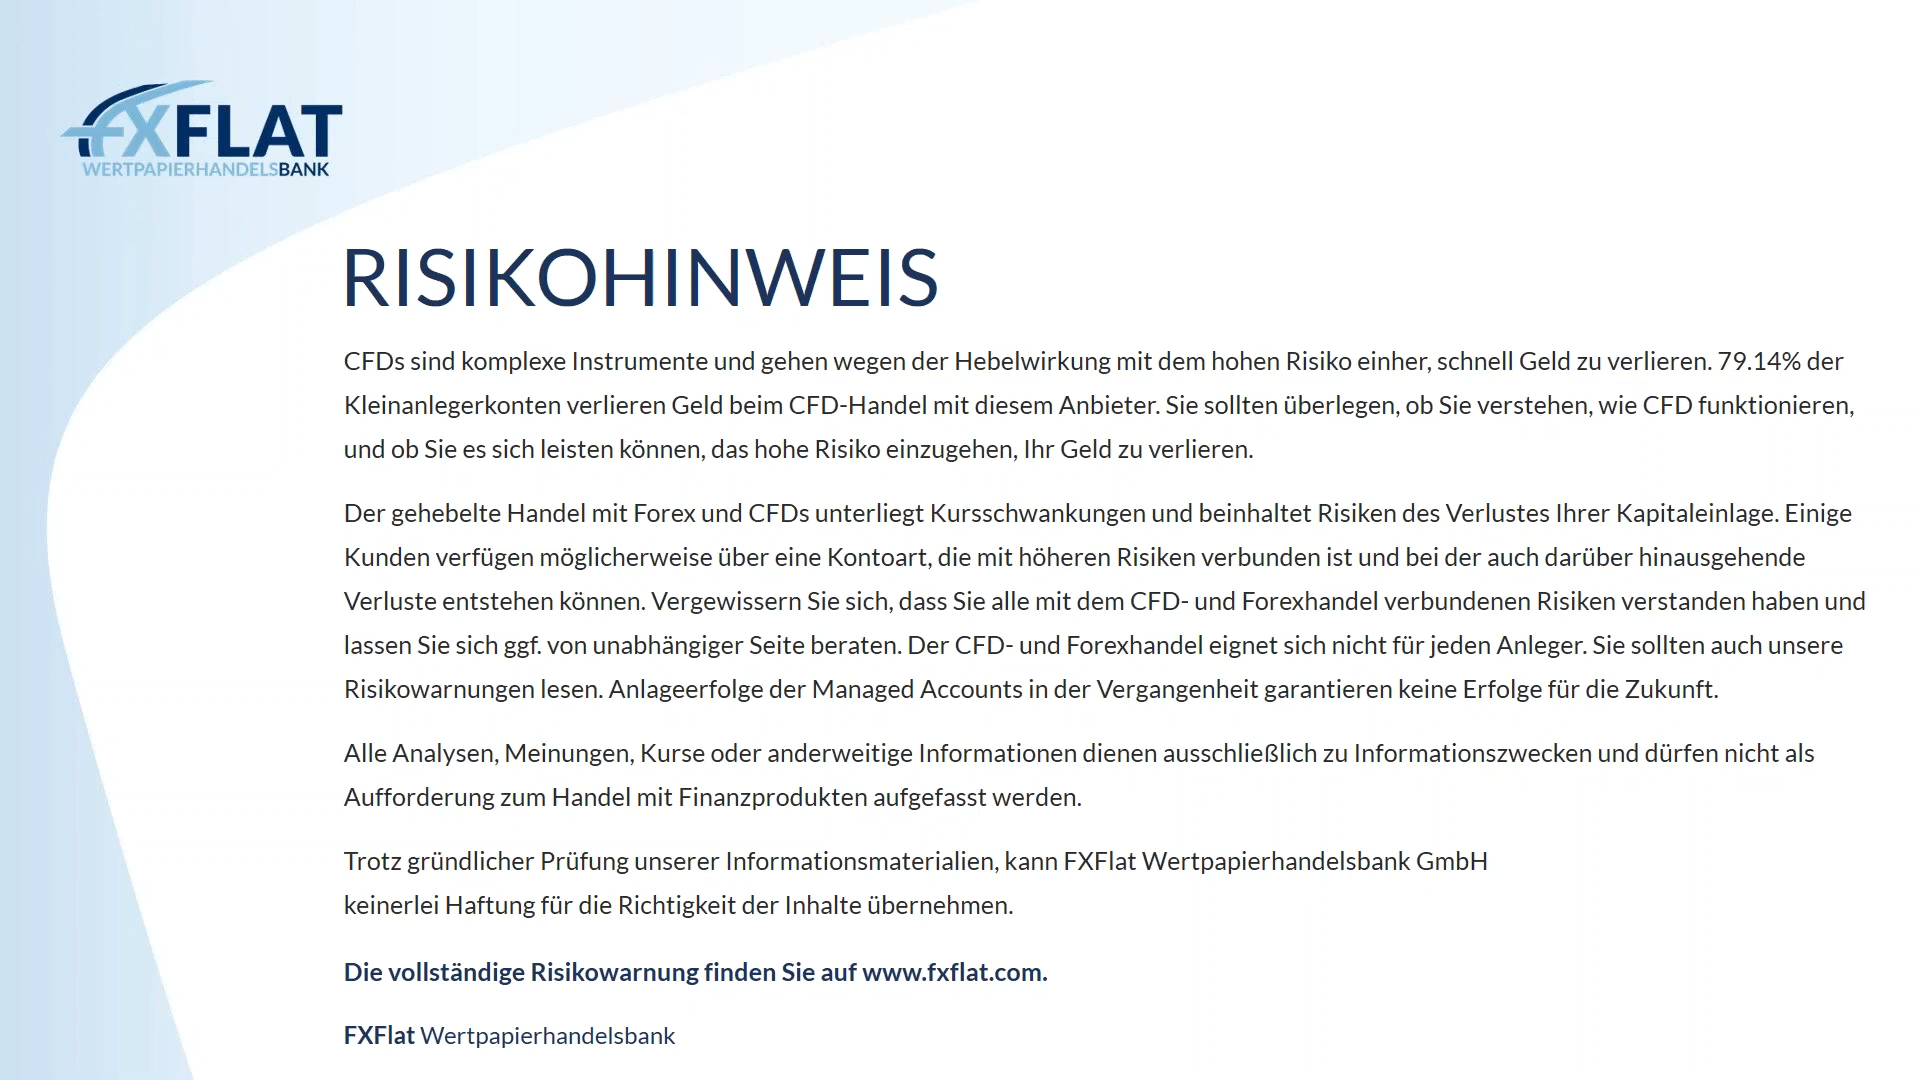 fXFLAT
WERTPAPIERHANDELSBANK
RISIKOHINWEIS
CFDs sind komplexe Instrumente und gehen wegen der Hebelwirkung mit dem hohen Risiko einher, schnell Geld zu verlieren. 79.14% der
Kleinanlegerkonten verlieren Geld beim CFD-Handel mit diesem Anbieter. Sie sollten überlegen, ob Sie verstehen, wie CFD funktionieren,
und ob Sie es sich leisten können, das hohe Risiko einzugehen, Ihr Geld zu verlieren.
Der gehebelte Handel mit Forex und CFDs unterliegt Kursschwankungen und beinhaltet Risiken des Verlustes Ihrer Kapitaleinlage. Einige
Kunden verfügen möglicherweise über eine Kontoart, die mit höheren Risiken verbunden ist und bei der auch darüber hinausgehende
Verluste entstehen können. Vergewissern Sie sich, dass Sie alle mit dem CFD- und Forexhandel verbundenen Risiken verstanden haben und
lassen Sie sich ggf. von unabhängiger Seite beraten. Der CFD- und Forexhandel eignet sich nicht für jeden Anleger. Sie sollten auch unsere
Risikowarnungen lesen. Anlageerfolge der Managed Accounts in der Vergangenheit garantieren keine Erfolge für die Zukunft.
Alle Analysen, Meinungen, Kurse oder anderweitige Informationen dienen ausschließlich zu Informationszwecken und dürfen nicht als
Aufforderung zum Handel mit Finanzprodukten aufgefasst werden.
Trotz gründlicher Prüfung unserer Informationsmaterialien, kann FXFlat Wertpapierhandelsbank GmbH
keinerlei Haftung für die Richtigkeit der Inhalte übernehmen.
Die vollständige Risikowarnung finden Sie auf www.fxflat.com.
FXFlat Wertpapierhandelsbank